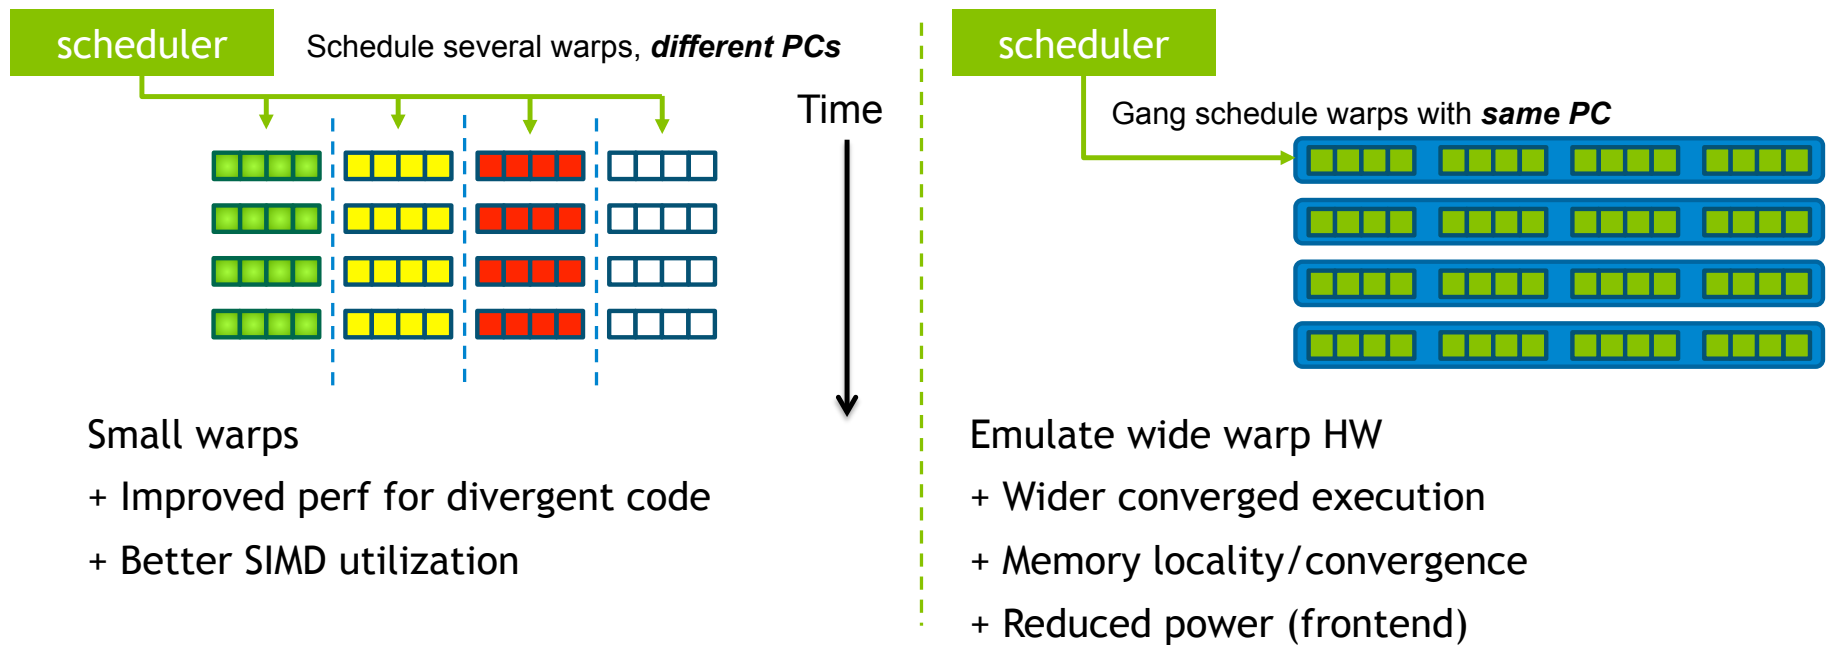 scheduler
Schedule several warps, different PCs
Time
Small warps
+ Improved perf for divergent code
+ Better SIMD utilization
scheduler
Gang schedule warps with same PC
Emulate wide warp HW
+ Wider converged execution
+ Memory locality/convergence
+ Reduced power (frontend)